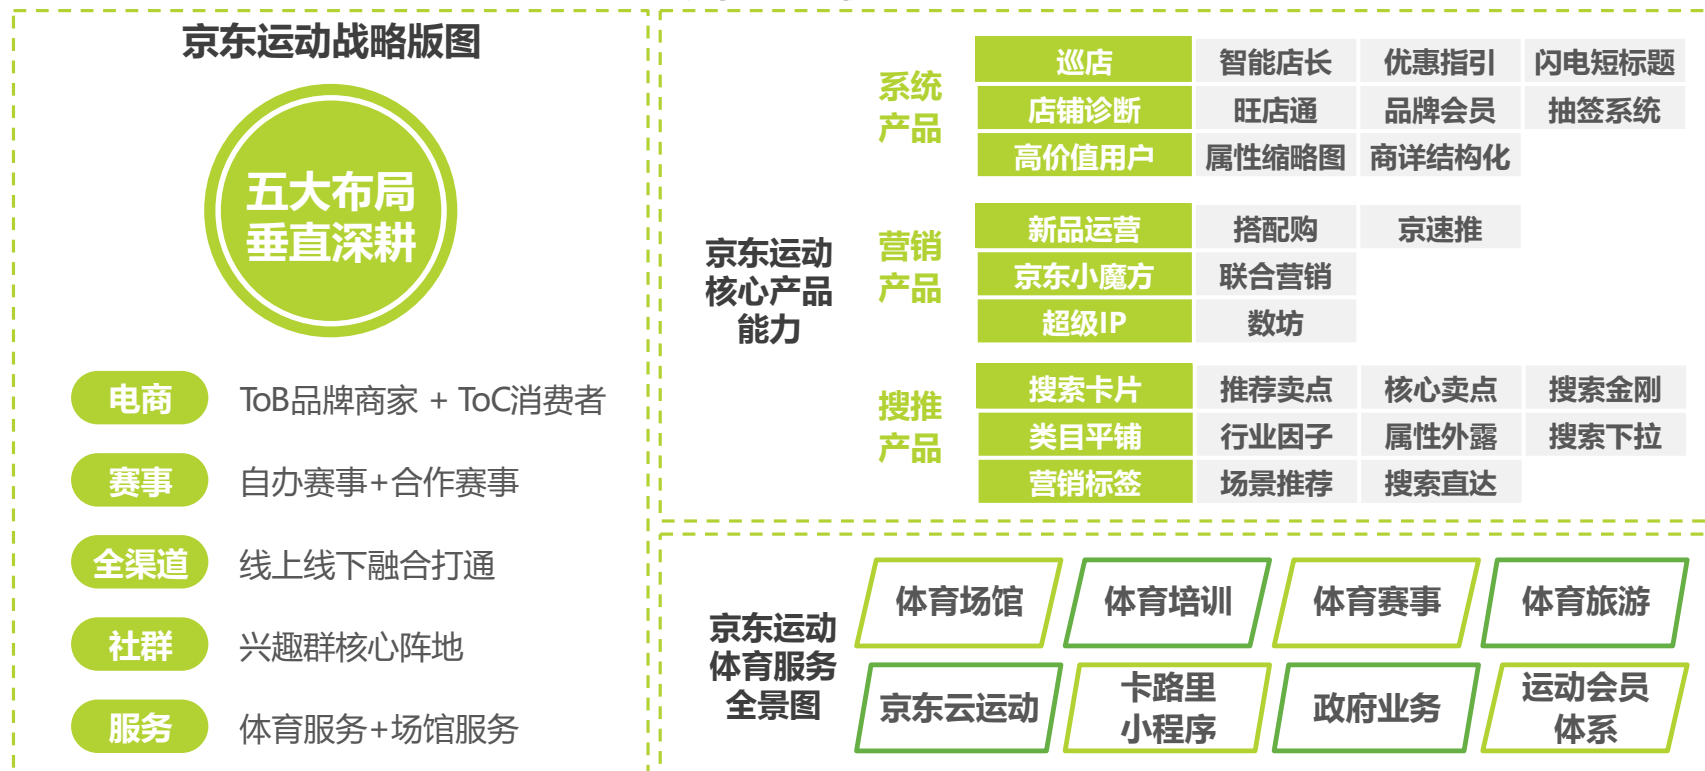 京东运动战略版图
五大布局
垂直深耕
电商 ToB品牌商家 + ToC消费者
赛事 自办赛事+合作赛事
全渠道 线上线下融合打通
社群 兴趣群核心阵地
服务 体育服务+场馆服务
京东运动
核心产品
能力
系统
产品
巡店 智能店长 优惠指引 闪电短标题
店铺诊断 旺店通 品牌会员 抽签系统
高价值用户 属性缩略图 商详结构化
营销
产品
新品运营 搭配购 京速推
京东小魔方 联合营销
超级IP 数坊
搜推
产品
搜索卡片 推荐卖点 核心卖点 搜索金刚
类目平铺 行业因子 属性外露 搜索下拉
营销标签 场景推荐 搜索直达
京东运动
体育服务
全景图
体育场馆 体育培训 体育赛事 体育旅游
京东云运动
卡路里
小程序
政府业务
运动会员
体系